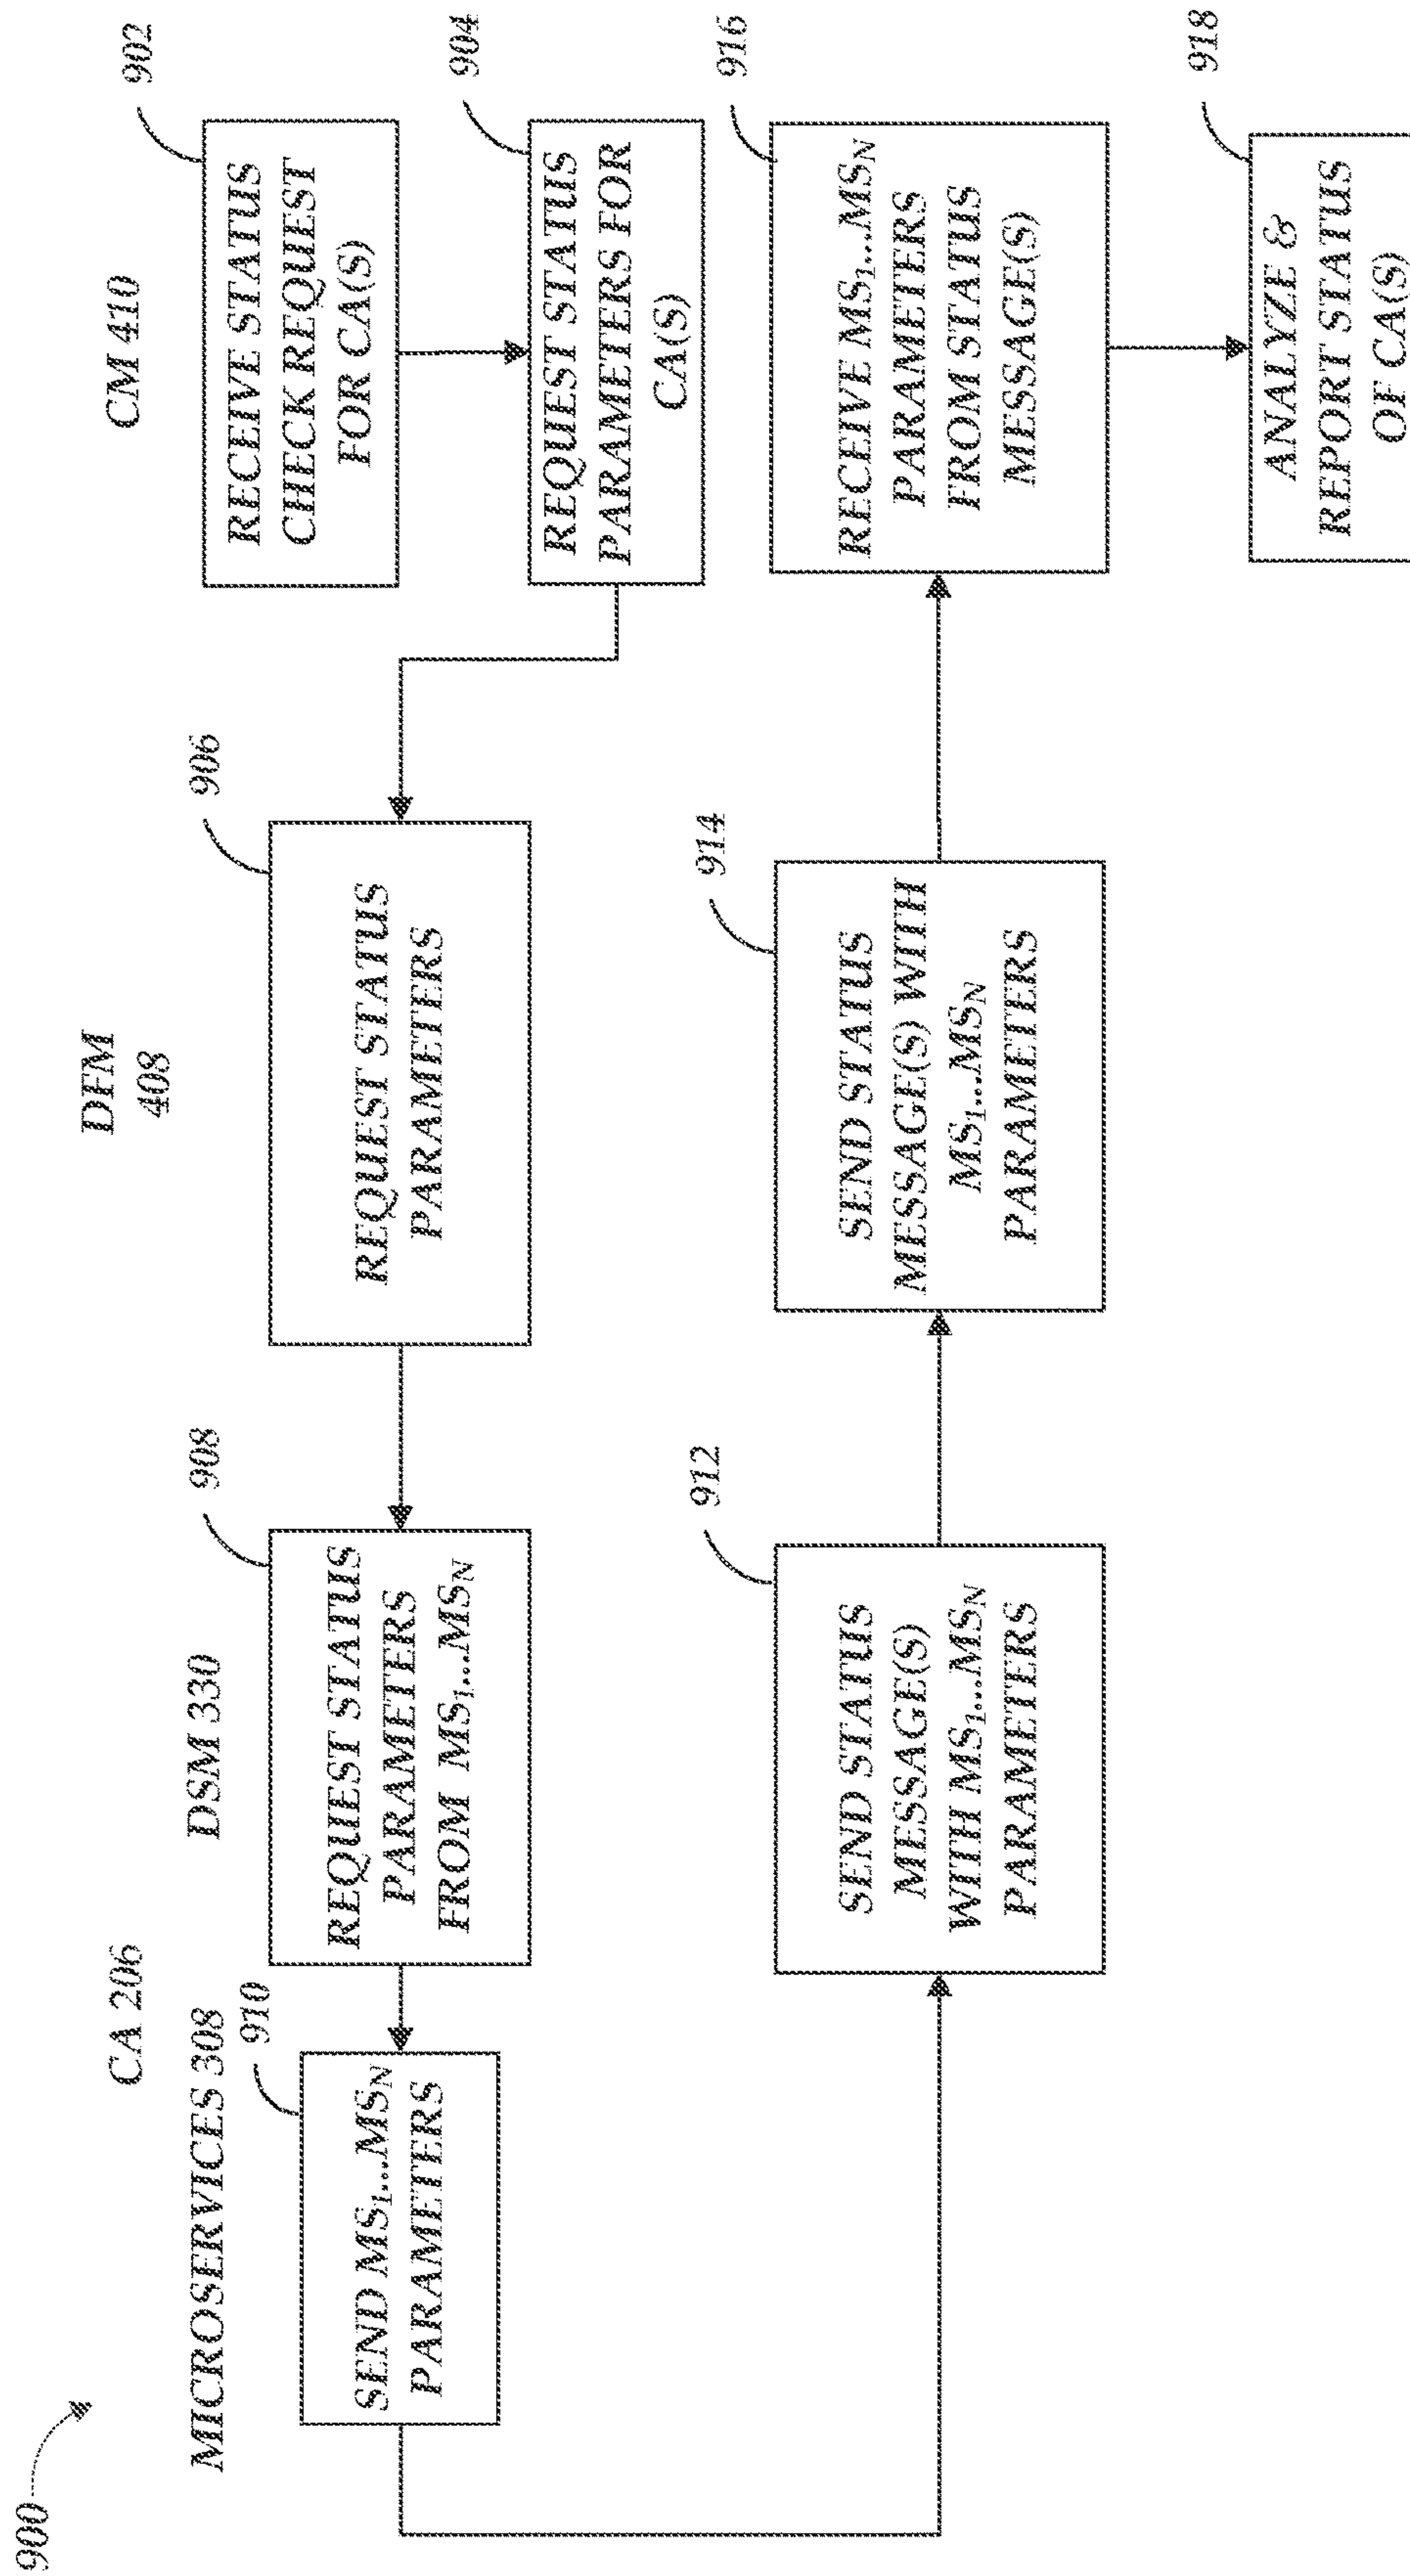 900
CA 206
MICROSERVICES 308
DSM 330
DFM
408
CM 410
902
RECEIVE STATUS
CHECK REQUEST
FOR CA(S)
904
REQUEST STATUS
PARAMETERS FOR
CA(S)
906
REQUEST STATUS
PARAMETERS
908
REQUEST STATUS
PARAMETERS
FROM MS1...MSN
910
SEND MS1...MSN
PARAMETERS
912
SEND STATUS
MESSAGE(S)
WITH MS1...MSN
PARAMETERS
914
SEND STATUS
MESSAGE(S) WITH
MS1...MSN
PARAMETERS
916
RECEIVE MS1...MSN
PARAMETERS
FROM STATUS
MESSAGE(S)
918
ANALYZE &
REPORT STATUS
OF CA(S)